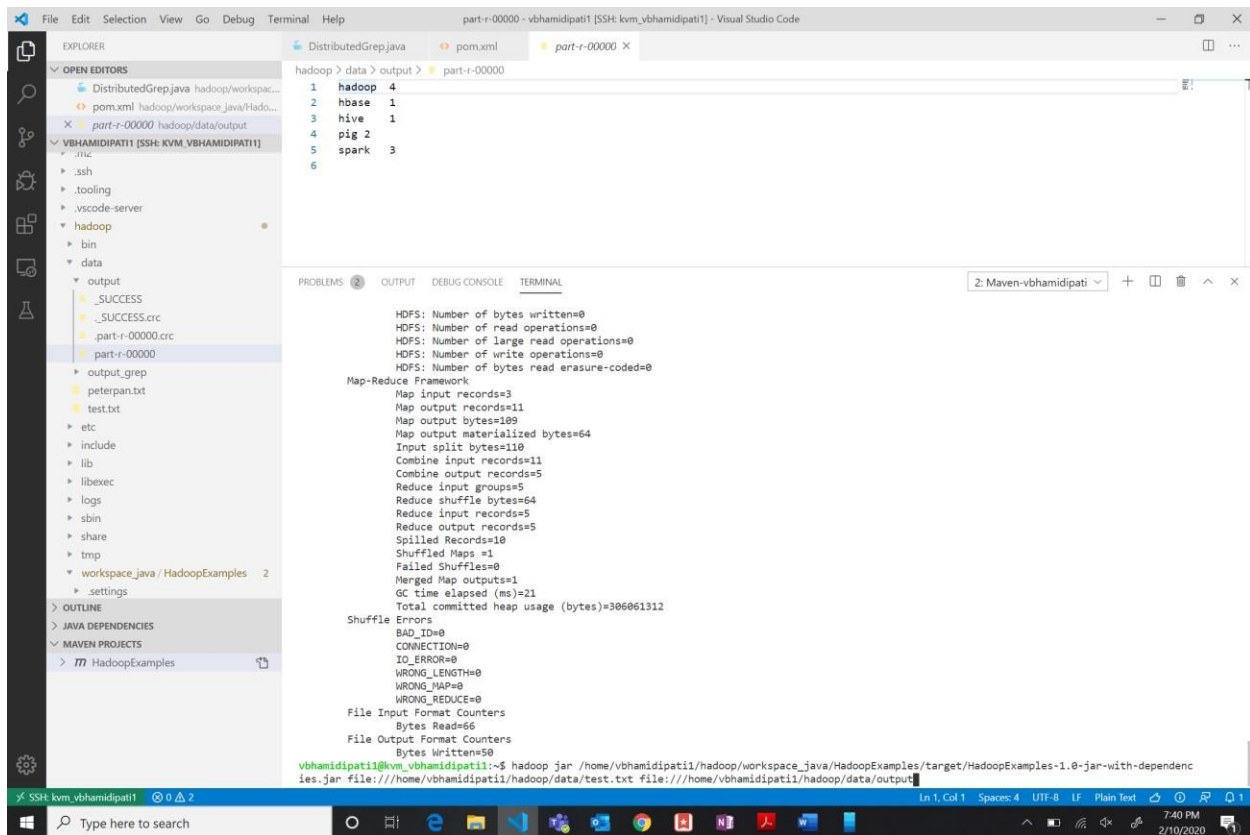 File Edit Selection View Go Debug Terminal Help
part-r-00000 - vbhamidipati1 [SSH: kvm_vbhamidipati1] - Visual Studio Code
EXPLORER
OPEN EDITORS
DistributedGrep.java hadoop/workspac...
pom.xml hadoop/workspace_java/Hado...
part-r-00000 hadoop/data/output
VBHAMIDIPATI1 [SSH: KVM_VBHAMIDIPATI1]
.m2
.ssh
.tooling
.vscode-server
hadoop
bin
data
output
_SUCCESS
._SUCCESS.crc
.part-r-00000.crc
part-r-00000
output_grep
peterpan.txt
test.txt
etc
include
lib
libexec
logs
sbin
share
tmp
workspace_java / HadoopExamples 2
.settings
OUTLINE
JAVA DEPENDENCIES
MAVEN PROJECTS
HadoopExamples
DistributedGrep.java pom.xml part-r-00000
hadoop > data > output > part-r-00000
1 hadoop 4
2 hbase 1
3 hive 1
4 pig 2
5 spark 3
6
PROBLEMS 2 OUTPUT DEBUG CONSOLE TERMINAL
2: Maven-vbhamidipati
HDFS: Number of bytes written=0
HDFS: Number of read operations=0
HDFS: Number of large read operations=0
HDFS: Number of write operations=0
HDFS: Number of bytes read erasure-coded=0
Map-Reduce Framework
Map input records=3
Map output records=11
Map output bytes=109
Map output materialized bytes=64
Input split bytes=110
Combine input records=11
Combine output records=5
Reduce input groups=5
Reduce shuffle bytes=64
Reduce input records=5
Reduce output records=5
Spilled Records=10
Shuffled Maps =1
Failed Shuffles=0
Merged Map outputs=1
GC time elapsed (ms)=21
Total committed heap usage (bytes)=306061312
Shuffle Errors
BAD_ID=0
CONNECTION=0
IO_ERROR=0
WRONG_LENGTH=0
WRONG_MAP=0
WRONG_REDUCE=0
File Input Format Counters
Bytes Read=66
File Output Format Counters
Bytes Written=50
vbhamidipati1@kvm_vbhamidipati1:~$ hadoop jar /home/vbhamidipati1/hadoop/workspace_java/HadoopExamples/target/HadoopExamples-1.0-jar-with-dependenc
ies.jar file:///home/vbhamidipati1/hadoop/data/test.txt file:///home/vbhamidipati1/hadoop/data/output
SSH: kvm_vbhamidipati1 0 2
Ln 1, Col 1 Spaces: 4 UTF-8 LF Plain Text 1
Type here to search
7:40 PM
2/10/2020